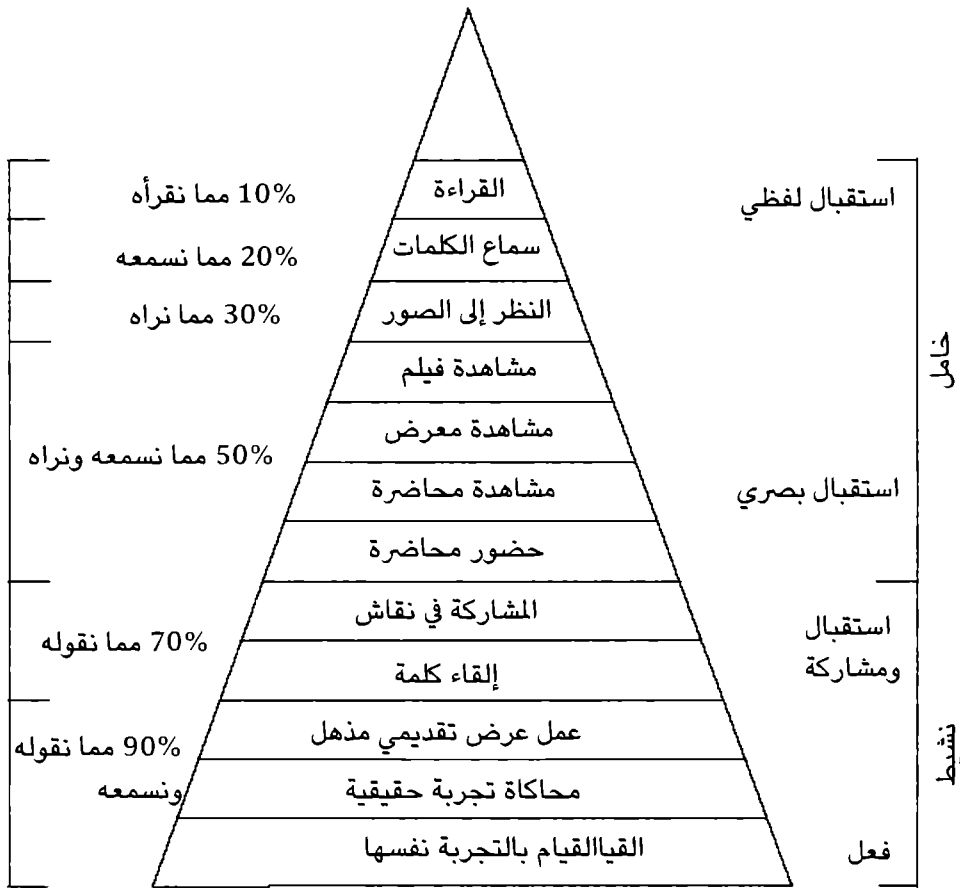 القراءة
10% مما نقرأه
استقبال لفظي
سماع الكلمات
20% مما نسمعه
النظر إلى الصور
30% مما نراه
خامل
مشاهدة فيلم
مشاهدة معرض
50% مما نسمعه ونراه
مشاهدة محاضرة
استقبال بصري
حضور محاضرة
المشاركة في نقاش
استقبال
ومشاركة
70% مما نقوله
إلقاء كلمة
عمل عرض تقديمي مذهل
90% مما نقوله
ونسمعه
نشيط
محاكاة تجربة حقيقية
القياالقيام بالتجربة نفسها
فعل